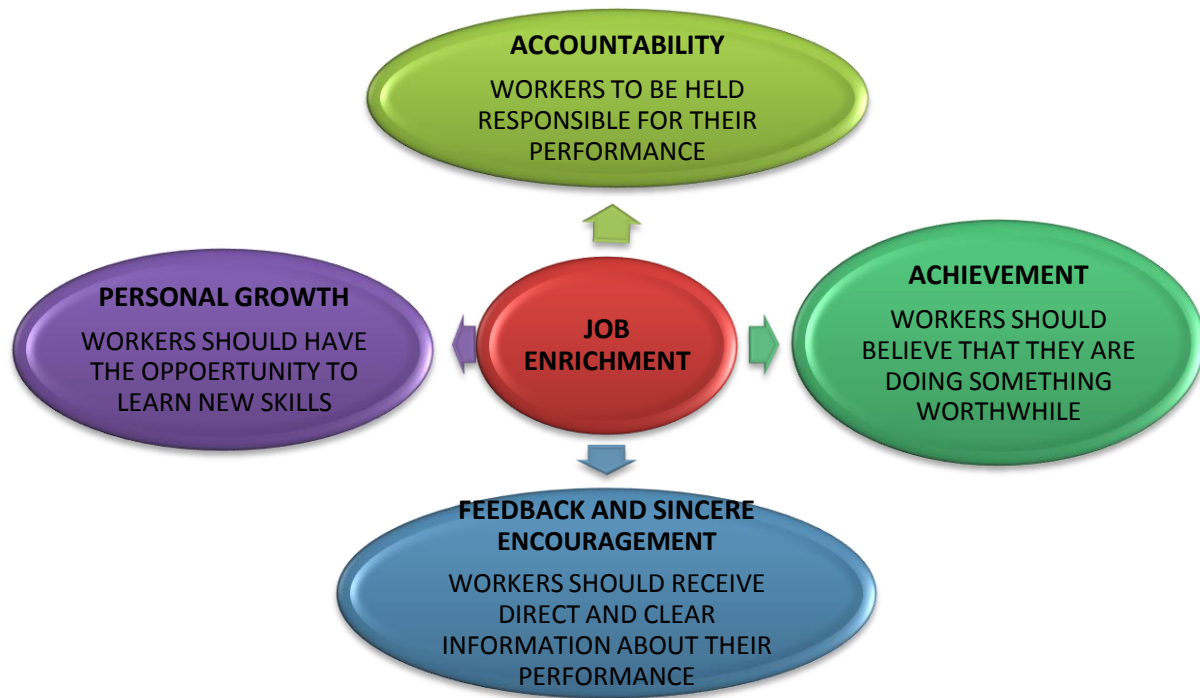 ACCOUNTABILITY
WORKERS TO BE HELD
RESPONSIBLE FOR THEIR
PERFORMANCE
PERSONAL GROWTH
WORKERS SHOULD HAVE
THE OPPOERTUNITY TO
LEARN NEW SKILLS
JOB
ENRICHMENT
ACHIEVEMENT
WORKERS SHOULD
BELIEVE THAT THEY ARE
DOING SOMETHING
WORTHWHILE
FEEDBACK AND SINCERE
ENCOURAGEMENT
WORKERS SHOULD RECEIVE
DIRECT AND CLEAR
INFORMATION ABOUT THEIR
PERFORMANCE